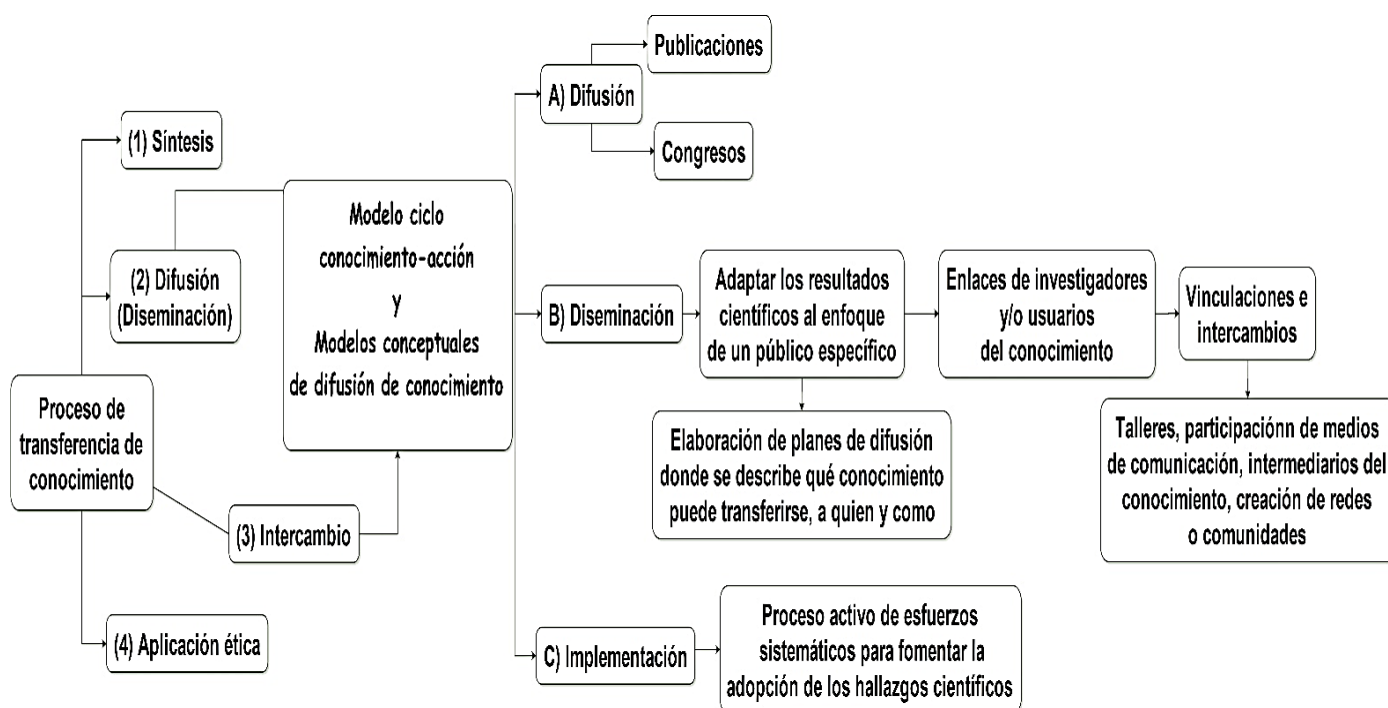 Proceso de
transferencia de
conocimiento
(1) Síntesis
(2) Difusión
(Diseminación)
(3) Intercambio
(4) Aplicación ética
Modelo ciclo
conocimiento-acción
y
Modelos conceptuales
de difusión de conocimiento
A) Difusión
Publicaciones
Congresos
B) Diseminación
Adaptar los resultados
científicos al enfoque
de un público específico
Elaboración de planes de difusión
donde se describe qué conocimiento
puede transferirse, a quien y como
Enlaces de investigadores
y/o usuarios
del conocimiento
Vinculaciones e
intercambios
Talleres, participaciónn de medios
de comunicación, intermediarios del
conocimiento, creación de redes
o comunidades
C) Implementación
Proceso activo de esfuerzos
sistemáticos para fomentar la
adopción de los hallazgos científicos